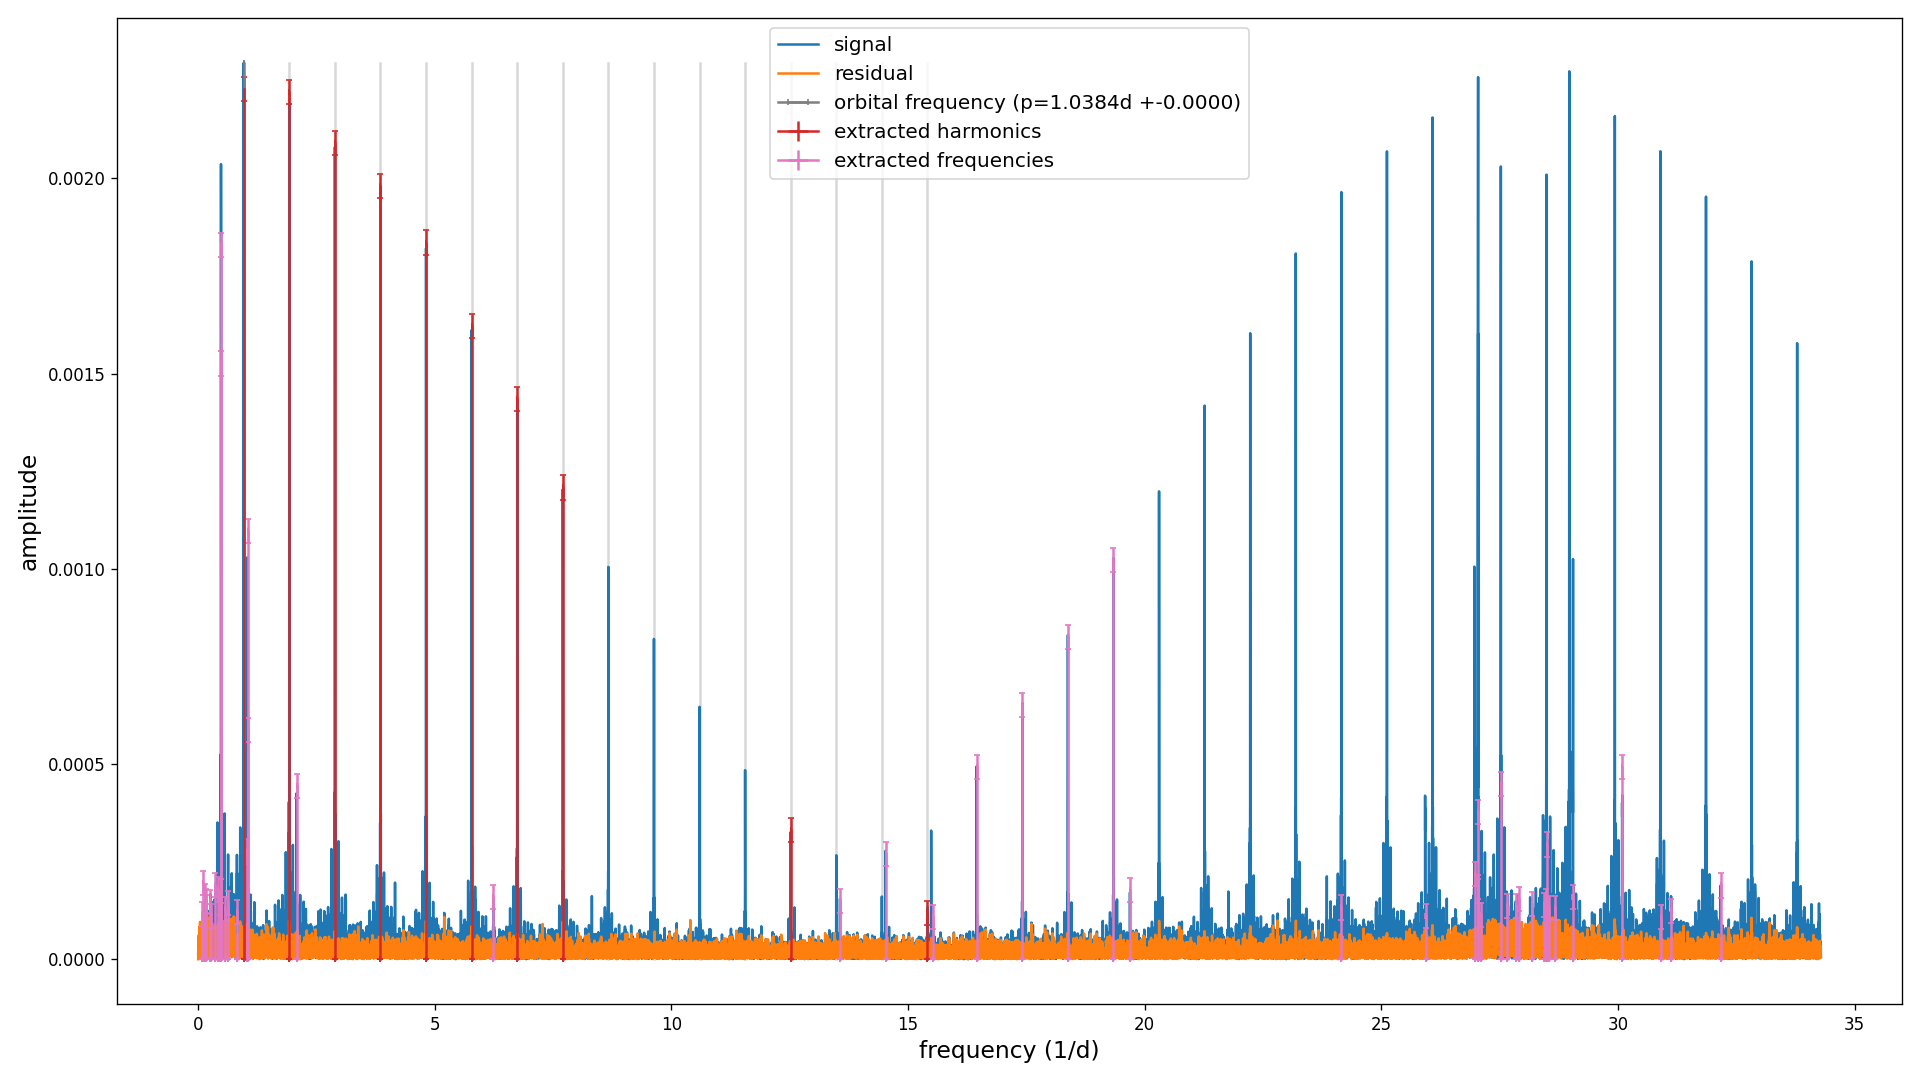 signal
residual
orbital frequency (p=1.0384d +-0.0000)
extracted harmonics
extracted frequencies
amplitude
0.0020
0.0015
0.0010
0.0005
0.0000
0 5 10 15 20 25 30 35
frequency (1/d)